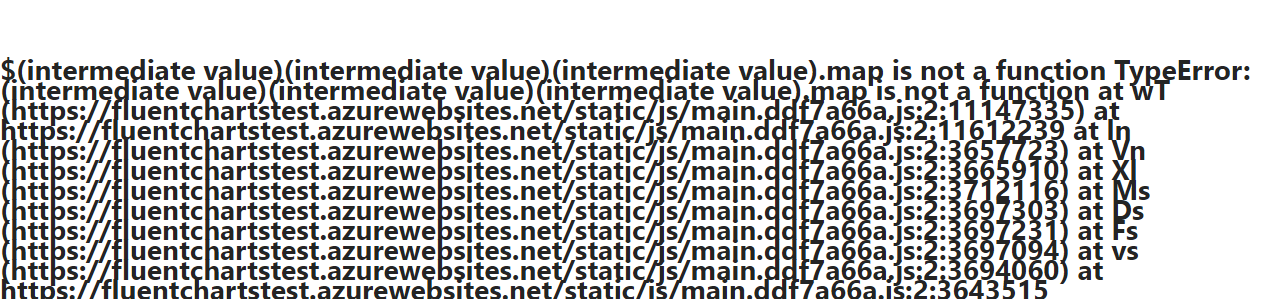 $(intermediate value)(intermediate value)(intermediate value).map is not a function TypeError:
(intermediate value)(intermediate value)(intermediate value).map is not a function at wT
(https://fluentchartstest.azurewebsites.net/static/js/main.ddf7a66a.js:2:11147335) at
https://fluentchartstest.azurewebsites.net/static/js/main.ddf7a66a.js:2:11612239 at In
(https://fluentchartstest.azurewebsites.net/static/js/main.ddf7a66a.js:2:3657723) at Vn
(https://fluentchartstest.azurewebsites.net/static/js/main.ddf7a66a.js:2:3665910) at Xl
(https://fluentchartstest.azurewebsites.net/static/js/main.ddf7a66a.js:2:3712116) at Ms
(https://fluentchartstest.azurewebsites.net/static/js/main.ddf7a66a.js:2:3697303) at Ds
(https://fluentchartstest.azurewebsites.net/static/js/main.ddf7a66a.js:2:3697231) at Fs
(https://fluentchartstest.azurewebsites.net/static/js/main.ddf7a66a.js:2:3697094) at vs
(https://fluentchartstest.azurewebsites.net/static/js/main.ddf7a66a.js:2:3694060) at
https://fluentchartstest.azurewebsites.net/static/js/main.ddf7a66a.js:2:3643515